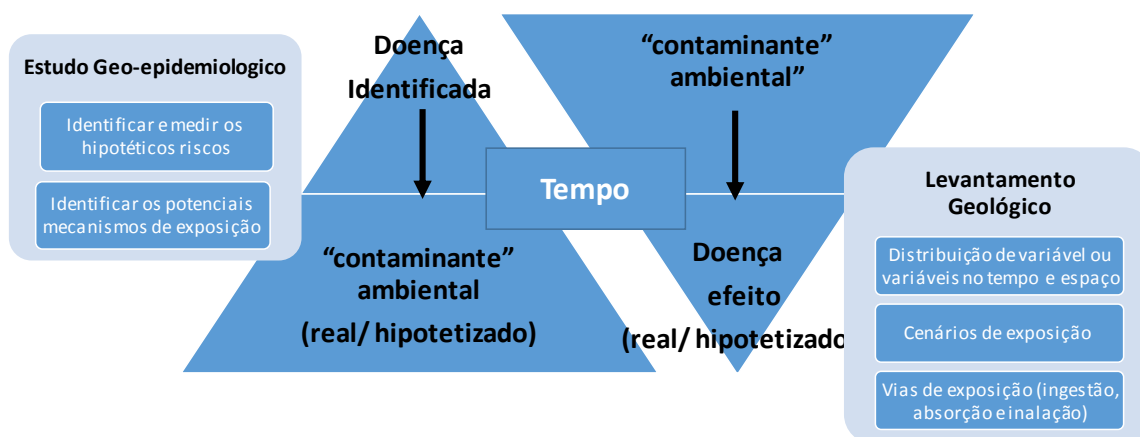 Estudo Geo-epidemiologico
Identificar e medir os
hipotéticos riscos
Identificar os potenciais
mecanismos de exposição
Doença
Identificada
“contaminante”
ambiental
(real/ hipotetizado)
Tempo
“contaminante”
ambiental”
Doença
efeito
(real/ hipotetizado
Levantamento
Geológico
Distribuição de variável ou
variáveis no tempo e espaço
Cenários de exposição
Vias de exposição (ingestão,
absorção e inalação)